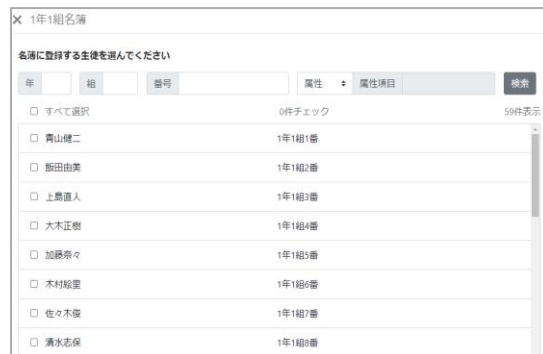 × 1年1組名簿
名簿に登録する生徒を選んでください
年 組 番号 属性 属性項目 検索
すべて選択 0件チェック 59件表示
青山健二 1年1組1番
飯田由美 1年1組2番
上島直人 1年1組3番
大木正樹 1年1組4番
加藤奈々 1年1組5番
木村絵里 1年1組6番
佐々木俊 1年1組7番
清水志保 1年1組8番